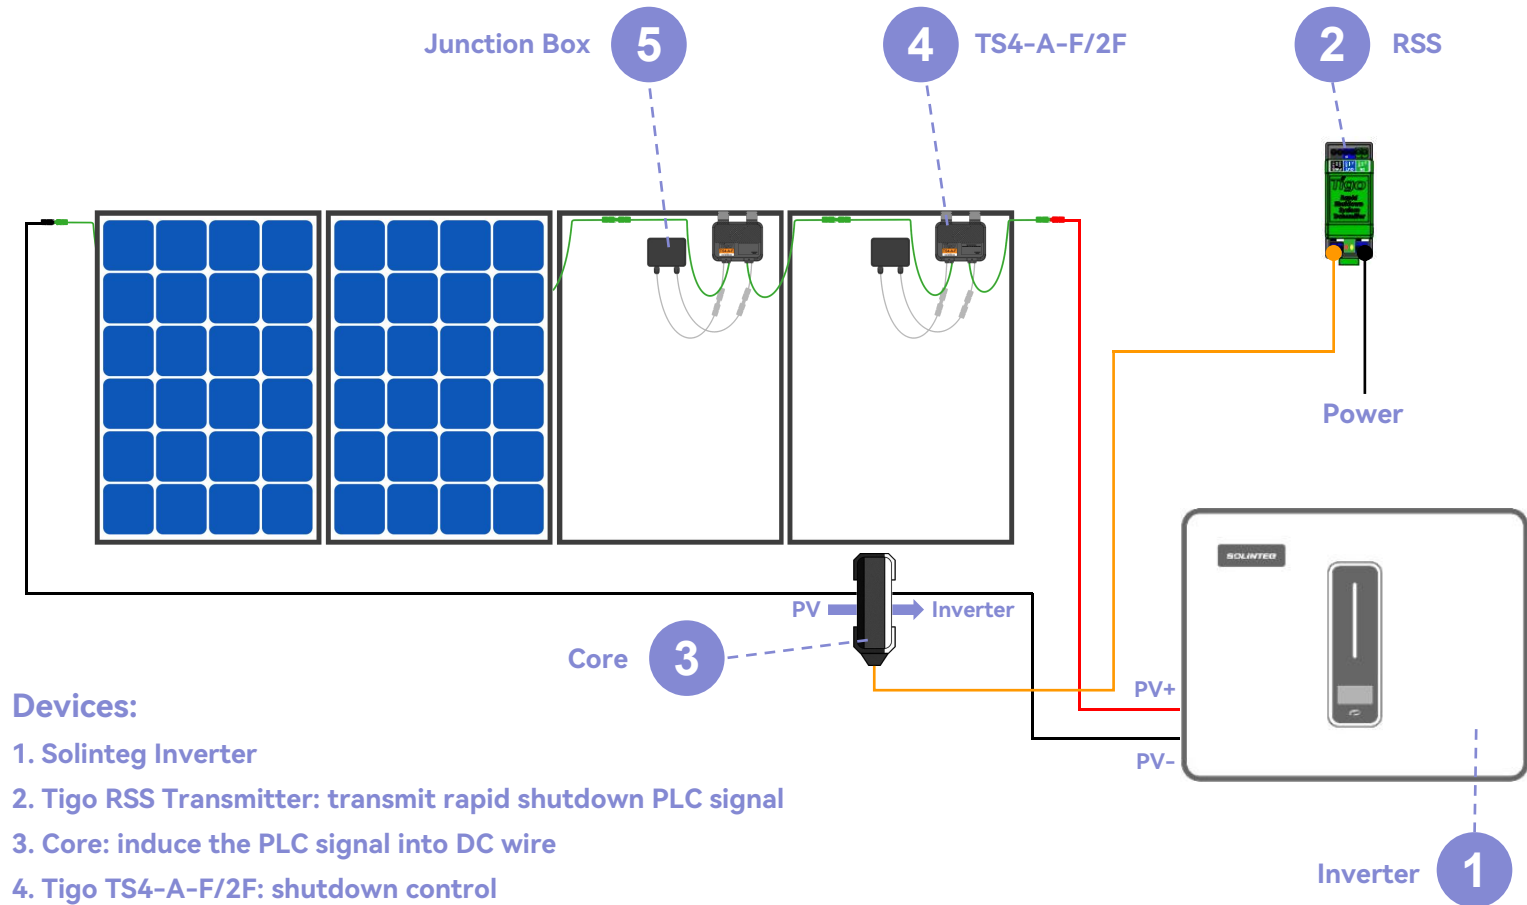 Junction Box 5
4 TS4-A-F/2F
2 RSS
Tigo
Power
SOLINTEG
PV
Inverter
Core 3
PV+
PV-
Devices:
1. Solinteg Inverter
2. Tigo RSS Transmitter: transmit rapid shutdown PLC signal
3. Core: induce the PLC signal into DC wire
4. Tigo TS4-A-F/2F: shutdown control
Inverter 1